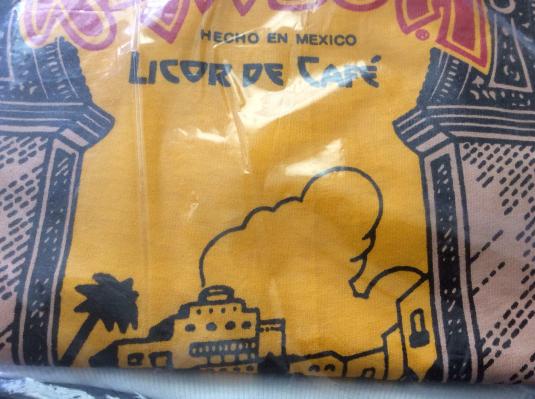 HECHO EN MEXICO
LICOR DE CAFÉ